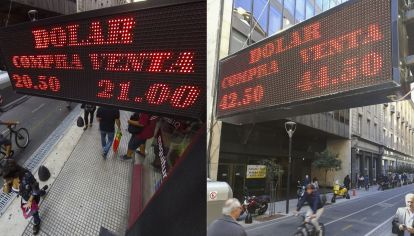 DOLAR
COMPRA VENTA
20.50 21.00
DOLAR
COMPRA VENTA
42.50 44.50